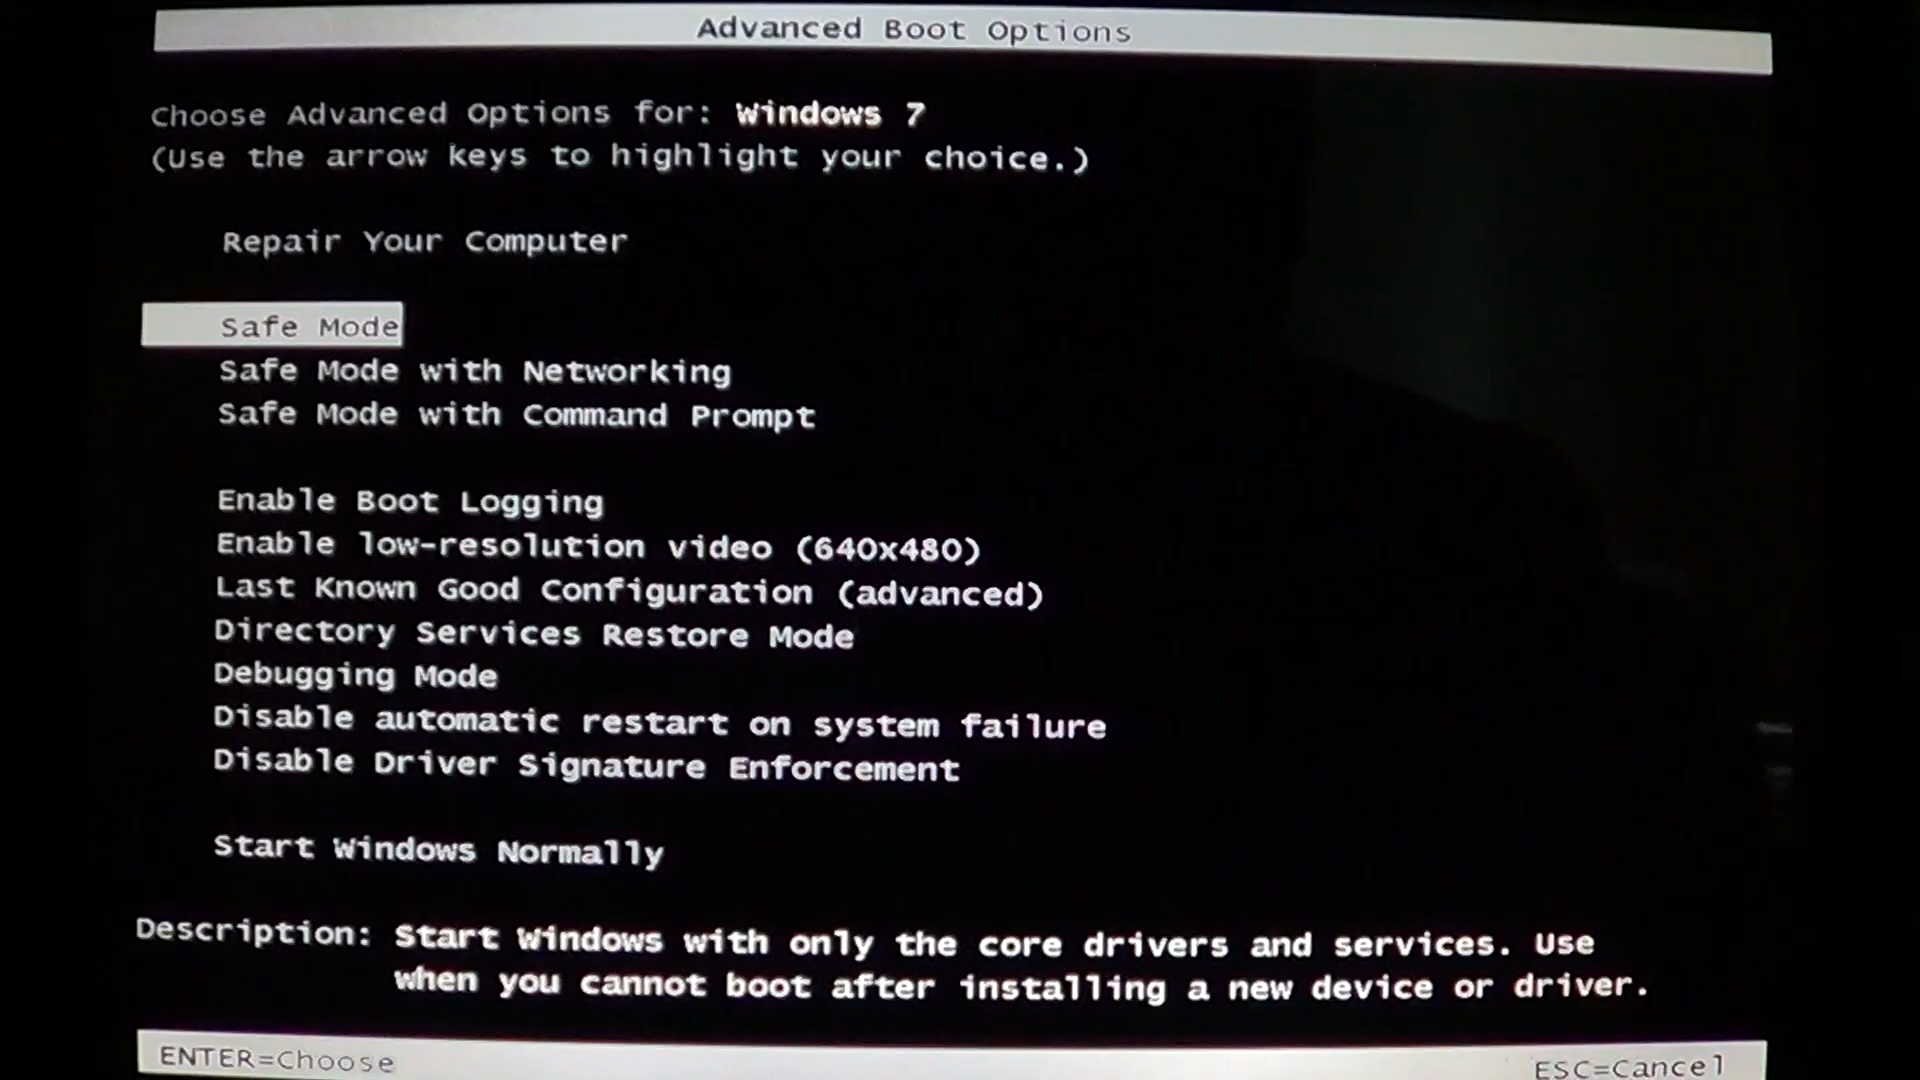 Advanced Boot Options
Choose Advanced Options for: Windows 7
(Use the arrow keys to highlight your choice.)
Repair Your Computer
Safe Mode
Safe Mode with Networking
Safe Mode with Command Prompt
Enable Boot Logging
Enable low-resolution video (640x480)
Last Known Good Configuration (advanced)
Directory Services Restore Mode
Debugging Mode
Disable automatic restart on system failure
Disable Driver Signature Enforcement
Start Windows Normally
Description: Start Windows with only the core drivers and services. Use
when you cannot boot after installing a new device or driver.
ENTER=Choose ESC=Cancel